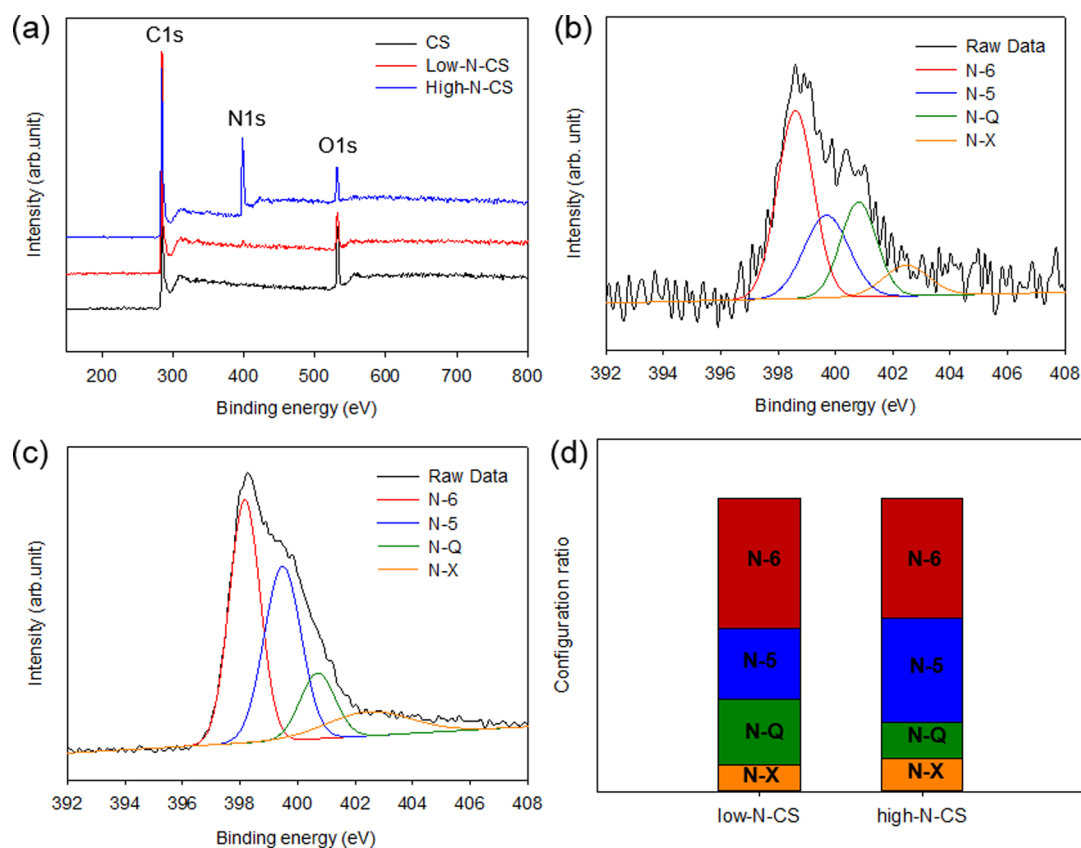 (a)
C1s
N1s
O1s
CS
Low-N-CS
High-N-CS
Intensity (arb.unit)
200 300 400 500 600 700 800
Binding energy (eV)
(b)
Raw Data
N-6
N-5
N-Q
N-X
Intensity (arb. unit)
392 394 396 398 400 402 404 406 408
Binding energy (eV)
(c)
Raw Data
N-6
N-5
N-Q
N-X
Intensity (arb.unit)
392 394 396 398 400 402 404 406 408
Binding energy (eV)
(d)
Configuration ratio
N-6 N-6
N-5 N-5
N-Q N-Q
N-X N-X
low-N-CS high-N-CS